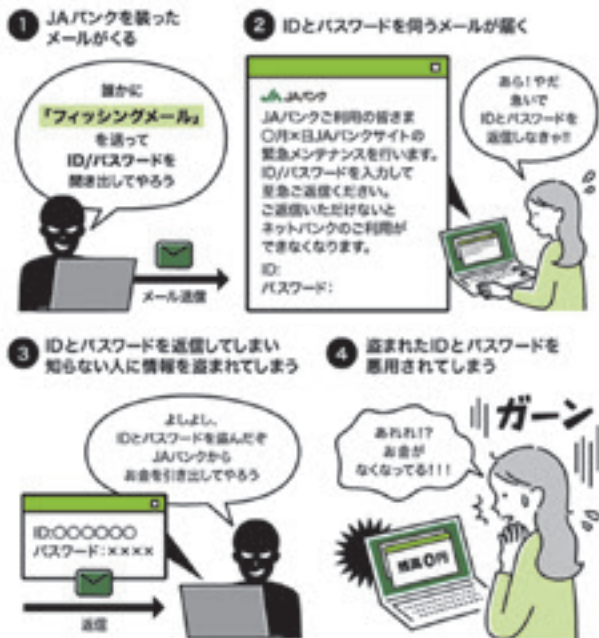 1 JAバンクを装った
メールがくる
誰かに
『フィッシングメール』
を送って
ID/パスワードを
聞き出してやろう
メール送信
2 IDとパスワードを伺うメールが届く
JAバンク
JAバンクご利用の皆さま
〇月×日JAバンクサイトの
緊急メンテナンスを行います。
ID/パスワードを入力して
至急ご返信ください。
ご返信いただけないと
ネットバンクのご利用が
できなくなります。
ID:
パスワード:
あら!やだ
急いで
IDとパスワードを
返信しなきゃ!!
3 IDとパスワードを返信してしまい
知らない人に情報を盗まれてしまう
よしよし、
IDとパスワードを盗んだぞ
JAバンクから
お金を引き出してやろう
ID:〇〇〇〇〇〇
パスワード:××××
返信
4 盗まれたIDとパスワードを
悪用されてしまう
ガーン
あれれ!?
お金が
なくなってる!!!
残高0円